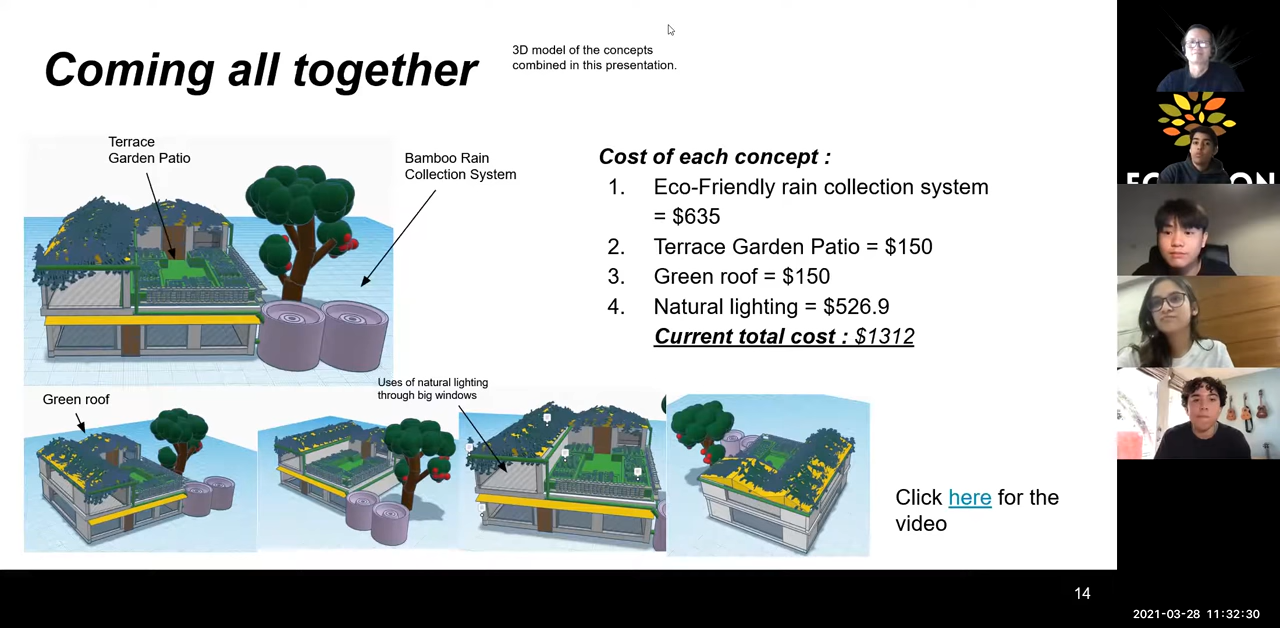 Coming all together
3D model of the concepts
combined in this presentation.
Terrace
Garden Patio
Bamboo Rain
Collection System
Cost of each concept :
1. Eco-Friendly rain collection system
= $635
2. Terrace Garden Patio = $150
3. Green roof = $150
4. Natural lighting = $526.9
Current total cost : $1312
Green roof
Uses of natural lighting
through big windows
Click here for the
video
14
2021-03-28 11:32:30